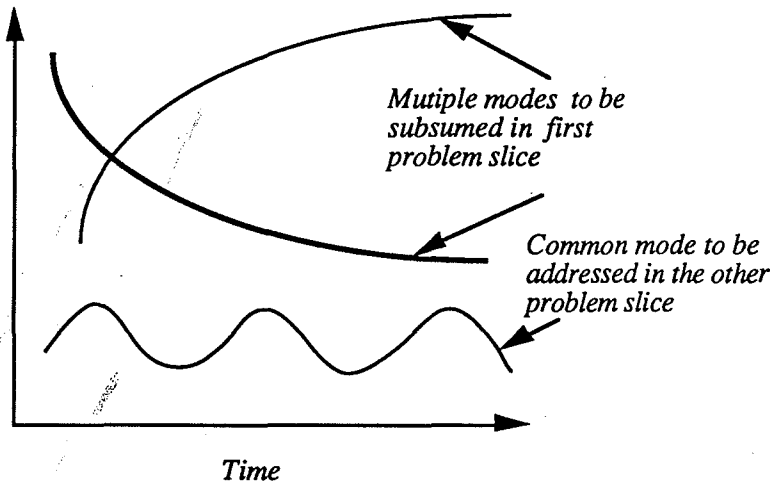 Mutiple modes to be
subsumed in first
problem slice
Common mode to be
addressed in the other
problem slice
Time